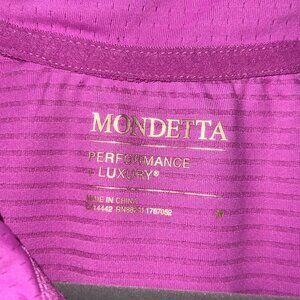 MONDETTA
PERFORMANCE
+ LUXURY®
MADE IN CHINA